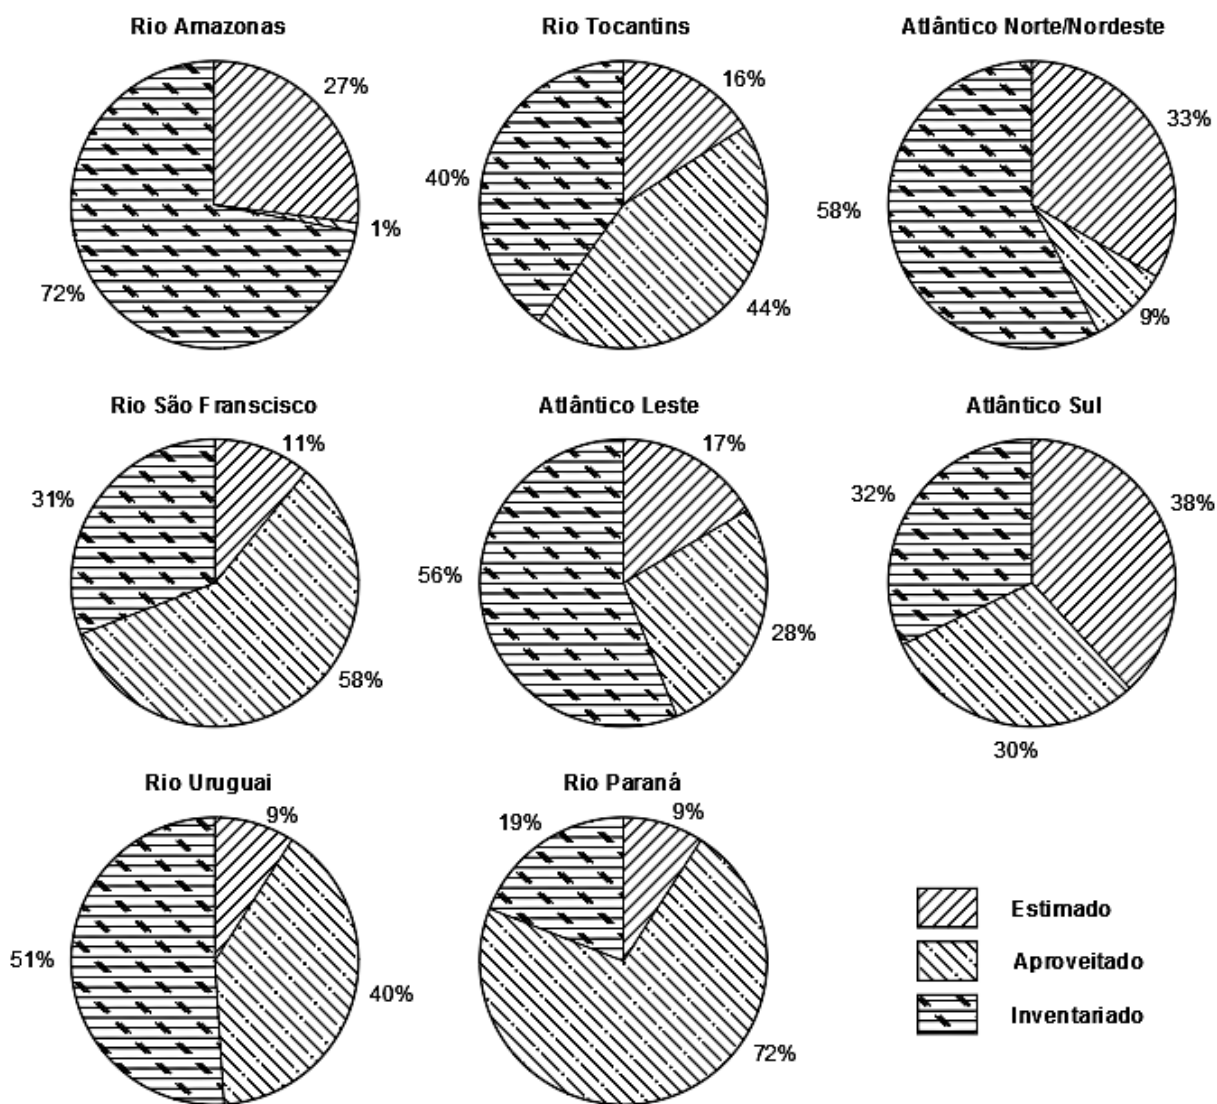 Rio Amazonas
27%
1%
72%
Rio Tocantins
16%
40%
44%
Atlântico Norte/Nordeste
33%
58%
9%
Rio São Franscisco
11%
31%
58%
Atlântico Leste
17%
56%
28%
Atlântico Sul
32%
38%
30%
Rio Uruguai
9%
51%
40%
Rio Paraná
19%
9%
72%
Estimado
Aproveitado
Inventariado